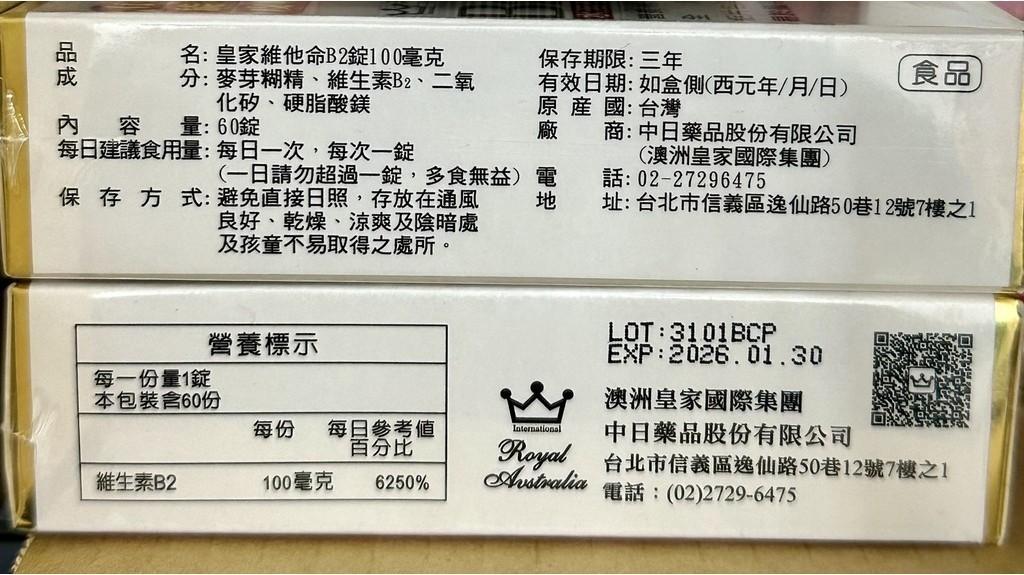 品名: 皇家維他命B2錠100毫克
成分: 麥芽糊精、維生素B2、二氧
化矽、硬脂酸鎂
內容量: 60錠
每日建議食用量: 每日一次，每次一錠
(一日請勿超過一錠，多食無益)
保存方式: 避免直接日照，存放在通風
良好、乾燥、涼爽及陰暗處
及孩童不易取得之處所。
保存期限: 三年
有效日期: 如盒側(西元年/月/日)
原產國: 台灣
廠商: 中日藥品股份有限公司
(澳洲皇家國際集團)
電話: 02-27296475
地址: 台北市信義區逸仙路50巷12號7樓之1
食品
營養標示
每一份量1錠
本包裝含60份
每份 每日參考值
百分比
維生素B2 100毫克 6250%
LOT:3101BCP
EXP:2026.01.30
International
Royal
Australia
澳洲皇家國際集團
中日藥品股份有限公司
台北市信義區逸仙路50巷12號7樓之1
電話：(02)2729-6475